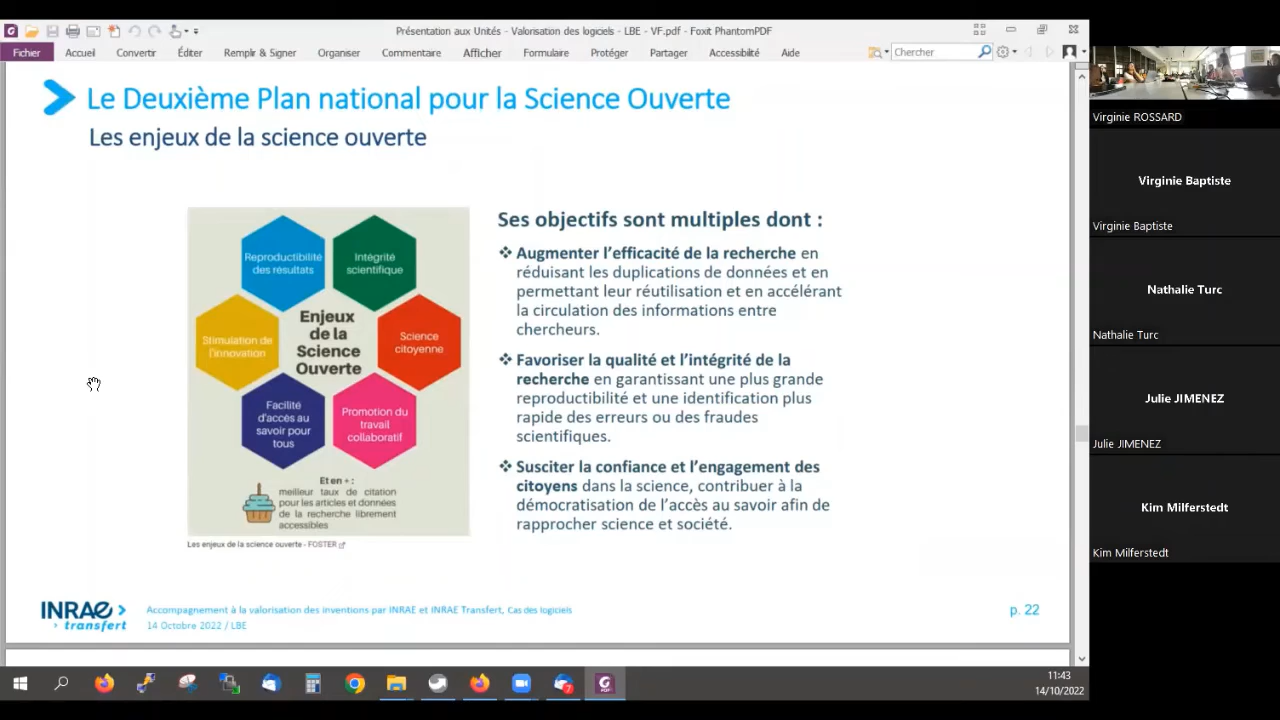 Présentation aux Unités - Valorisation des logiciels - LBE - VF.pdf - Foxit PhantomPDF
Fichier Accueil Convertir Éditer Remplir & Signer Organiser Commentaire Afficher Formulaire Protéger Partager Accessibilité Aide Chercher
Le Deuxième Plan national pour la Science Ouverte
Les enjeux de la science ouverte
Reproductibilité
des résultats
Intégrité
scientifique
Stimulation de
l'innovation
Enjeux
de la
Science
Ouverte
Science
citoyenne
Facilité
d'accès au
savoir pour
tous
Promotion du
travail
collaboratif
Et en + :
meilleur taux de citation
pour les articles et données
de la recherche librement
accessibles
Les enjeux de la science ouverte - FOSTER
Ses objectifs sont multiples dont :
❖ Augmenter l’efficacité de la recherche en
réduisant les duplications de données et en
permettant leur réutilisation et en accélérant
la circulation des informations entre
chercheurs.
❖ Favoriser la qualité et l’intégrité de la
recherche en garantissant une plus grande
reproductibilité et une identification plus
rapide des erreurs ou des fraudes
scientifiques.
❖ Susciter la confiance et l’engagement des
citoyens dans la science, contribuer à la
démocratisation de l’accès au savoir afin de
rapprocher science et société.
INRAE
transfert
Accompagnement à la valorisation des inventions par INRAE et INRAE Transfert, Cas des logiciels
14 Octobre 2022 / LBE
p. 22
Virginie ROSSARD
Virginie Baptiste
Virginie Baptiste
Nathalie Turc
Nathalie Turc
Julie JIMENEZ
Julie JIMENEZ
Kim Milferstedt
Kim Milferstedt
7
11:43
14/10/2022